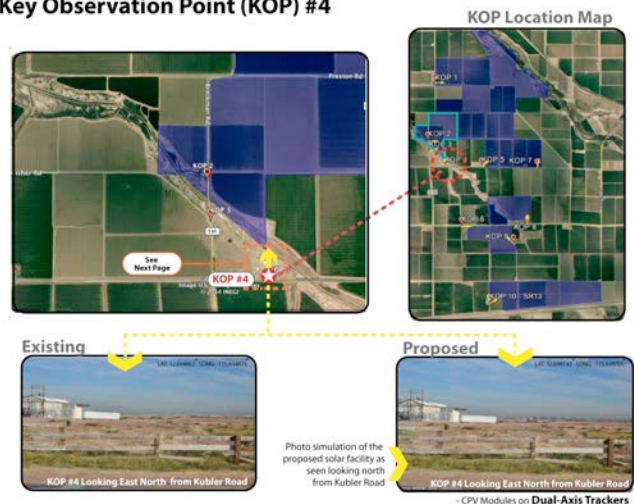 Key Observation Point (KOP) #4
KOP Location Map
Preston Rd
Brockman Rd
KOP 2
See
Next Page
KOP #4
KOP 1
KOP 2
KOP 5
KOP 7
KOP 6
KOP 8
KOP 9
KOP 10
SR13
Existing
Proposed
KOP #4 Looking East North from Kubler Road
Photo simulation of the
proposed solar facility as
seen looking north
from Kubler Road
KOP #4 Looking East North from Kubler Road
- CPV Modules on Dual-Axis Trackers